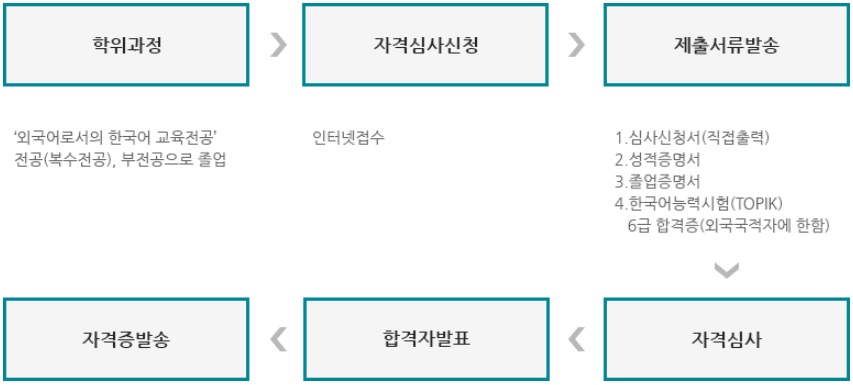 학위과정
자격심사신청
제출서류발송
‘외국어로서의 한국어 교육전공’
전공(복수전공), 부전공으로 졸업
인터넷접수
1.심사신청서(직접출력)
2.성적증명서
3.졸업증명서
4.한국어능력시험(TOPIK)
6급 합격증(외국국적자에 한함)
자격증발송
합격자발표
자격심사